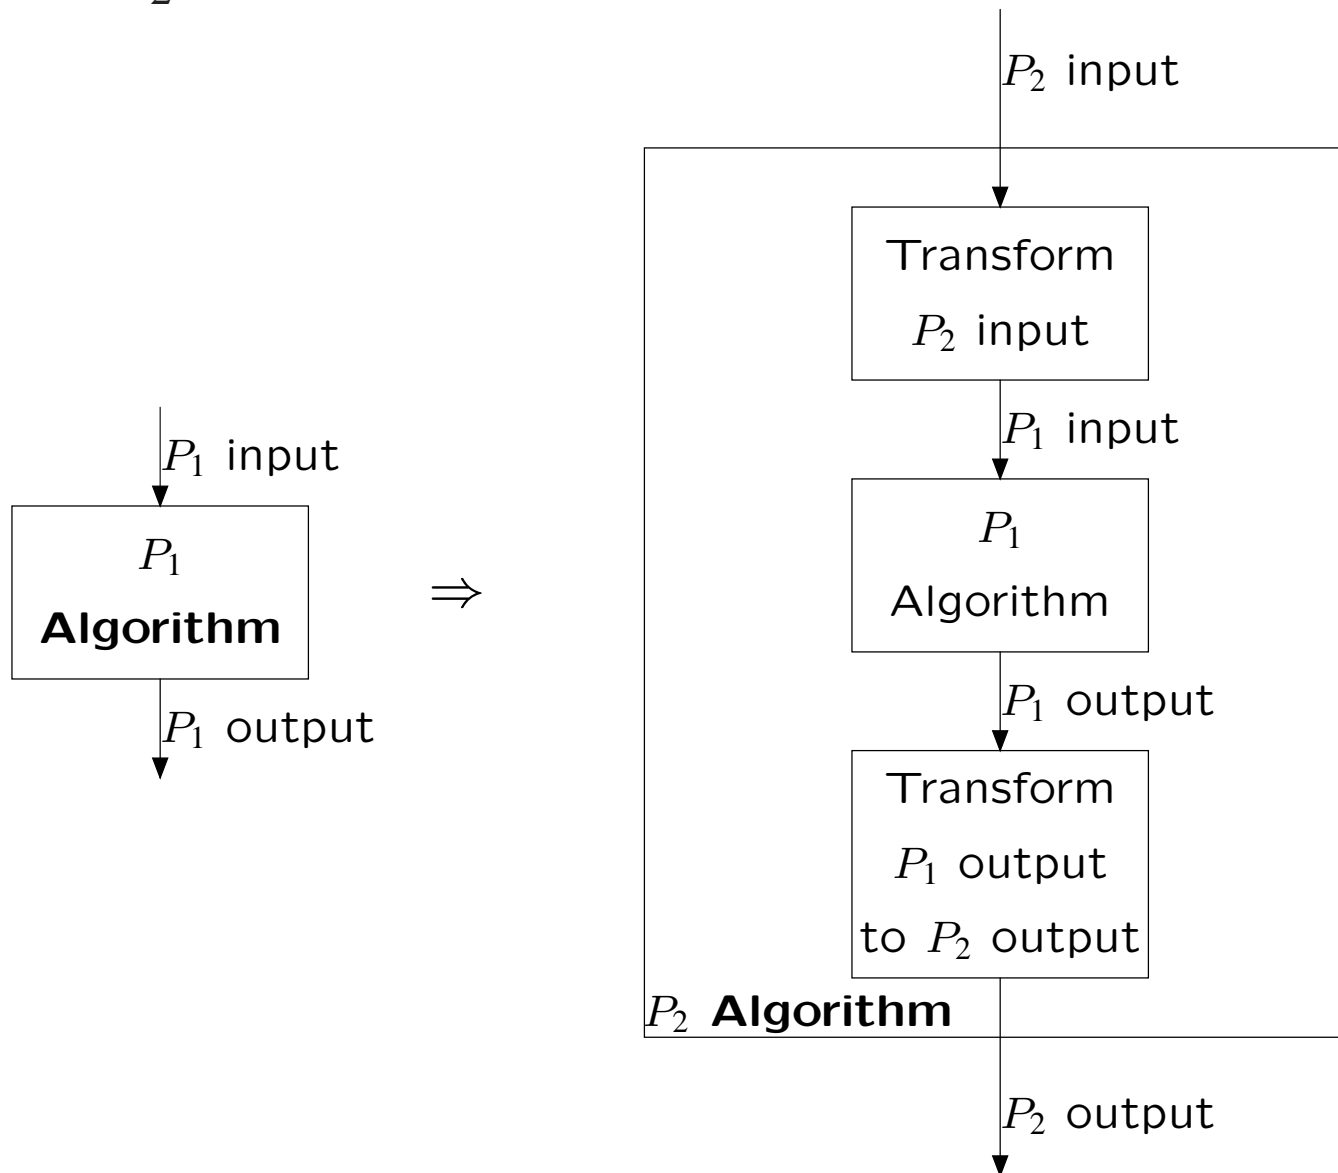 2
P₁ input
P₁
Algorithm
P₁ output
⇒
P₂ input
Transform
P₂ input
P₁ input
P₁
Algorithm
P₁ output
Transform
P₁ output
to P₂ output
P₂ Algorithm
P₂ output